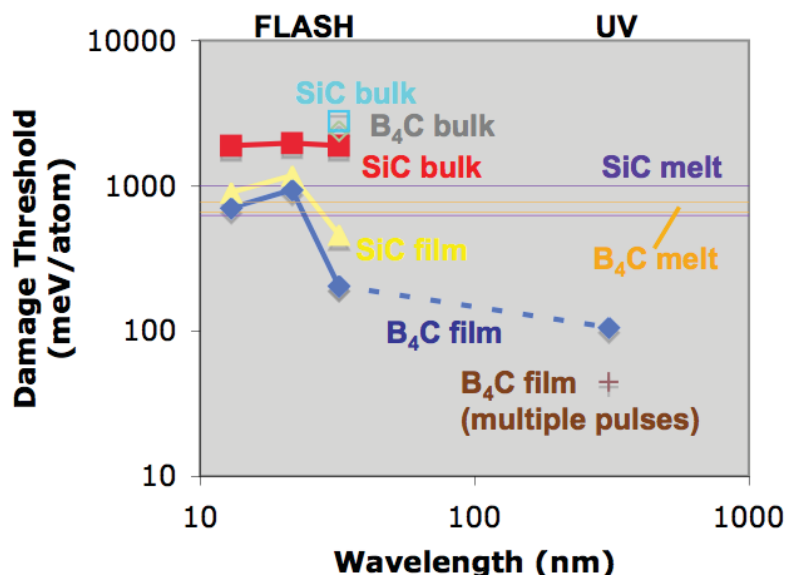 FLASH UV
10000
SiC bulk
B₄C bulk
SiC bulk
SiC melt
1000
SiC film
B₄C melt
100
B₄C film
B₄C film
(multiple pulses)
10
10 100 1000
Damage Threshold
(meV/atom)
Wavelength (nm)